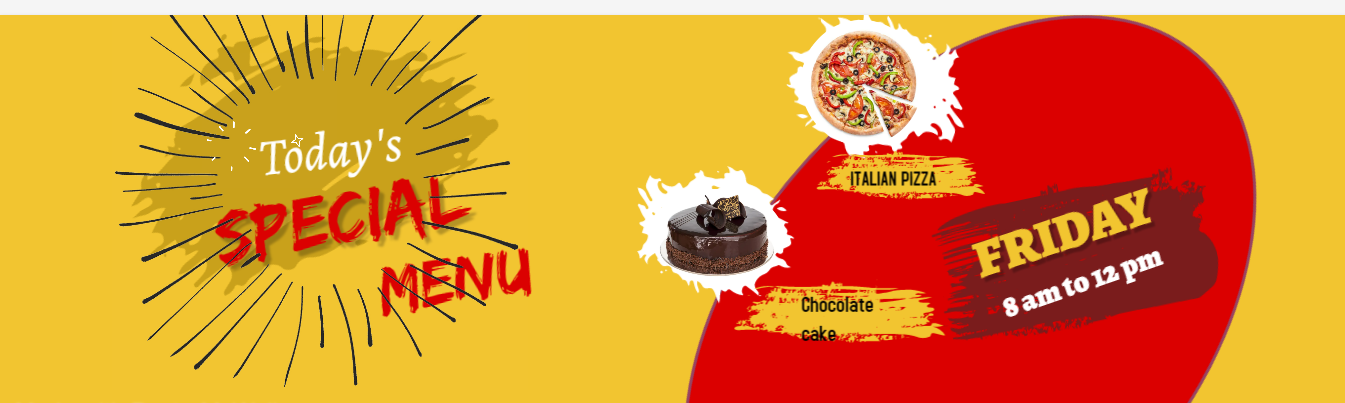 Today's
SPECIAL
MENU
ITALIAN PIZZA
Chocolate
cake
FRIDAY
8 am to 12 pm